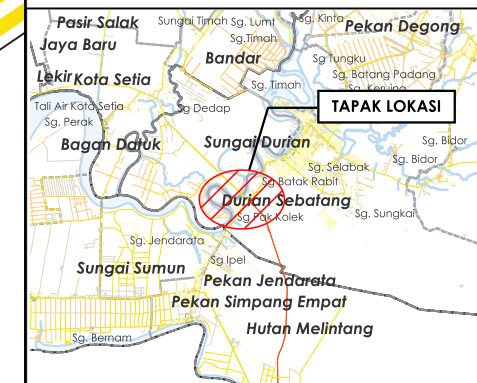 Pasir Salak
Sungai Timah
Sg. Lumt
Sg. Kinta
Pekan Degong
Jaya Baru
Sg.Timah
Bandar
Sg Tungku
Lekir
Kota Setia
Sg. Batang Padang
Sg. Timah
Sg. Keruing
Tali Air Kota Setia
Sg Dedap
TAPAK LOKASI
Sg. Perak
Bagan Datuk
Sungai Durian
Sg. Bidor
Sg. Bidor
Sg. Selabak
Sg Batak Rabit
Durian Sebatang
Sg Pak Kolek
Sg. Sungkai
Sg. Jendarata
Sungai Sumun
Sg Ipel
Pekan Jendarata
Pekan Simpang Empat
Hutan Melintang
Sg. Bernam